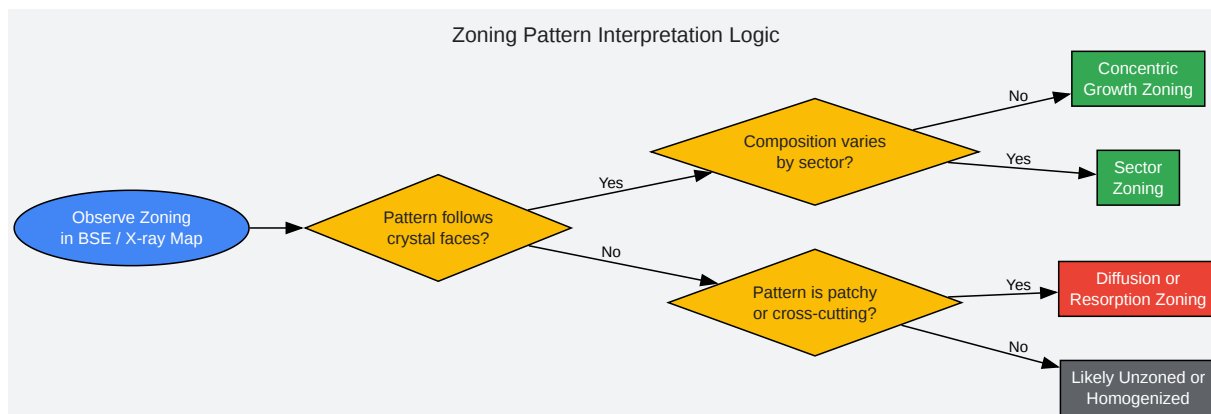 Zoning Pattern Interpretation Logic
Observe Zoning
in BSE / X-ray Map
Pattern follows
crystal faces?
Yes
No
Composition varies
by sector?
No
Yes
Concentric
Growth Zoning
Sector
Zoning
Pattern is patchy
or cross-cutting?
Yes
No
Diffusion or
Resorption Zoning
Likely Unzoned or
Homogenized